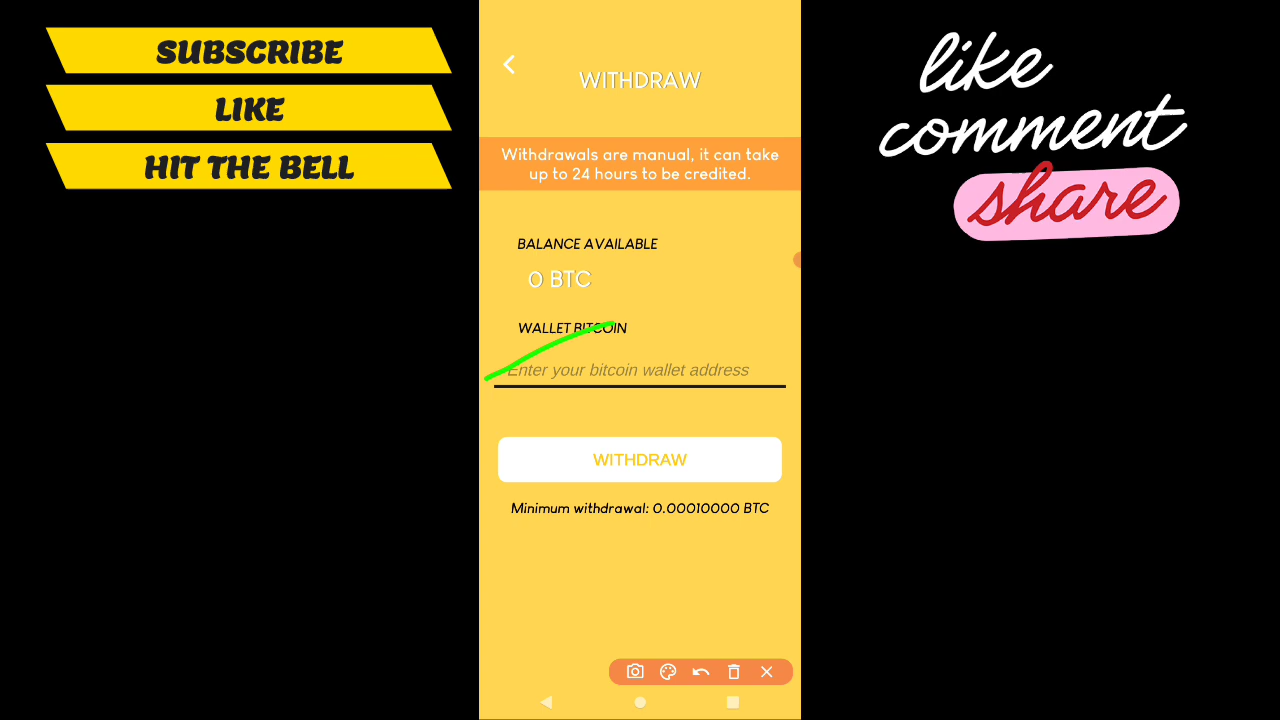 SUBSCRIBE
LIKE
HIT THE BELL
WITHDRAW
Withdrawals are manual, it can take
up to 24 hours to be credited.
BALANCE AVAILABLE
0 BTC
WALLET BITCOIN
Enter your bitcoin wallet address
WITHDRAW
Minimum withdrawal: 0.00010000 BTC
like
comment
share